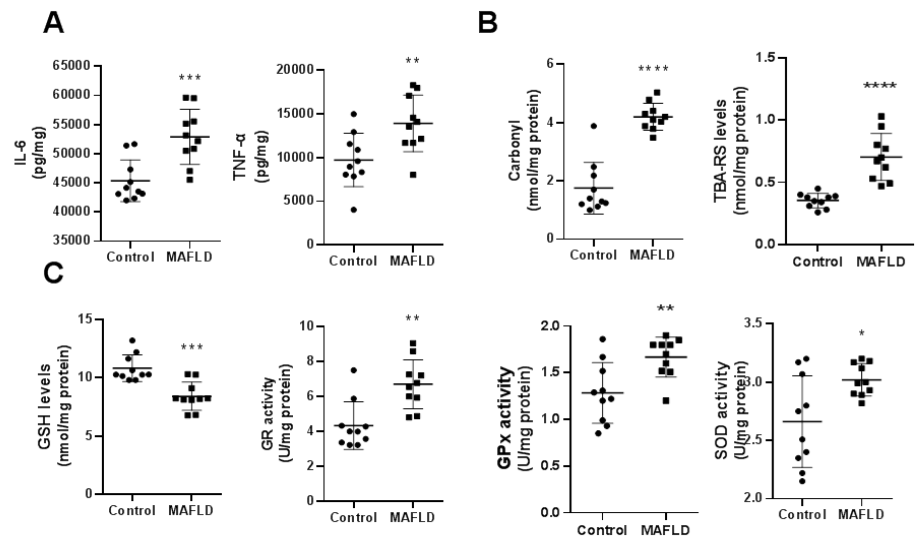 A
B
65000
60000
55000
50000
45000
40000
35000
IL-6
(pg/mg)
***
Control
MAFLD
20000
15000
10000
5000
0
TNF-α
(pg/mg)
**
Control
MAFLD
6
4
2
0
Carbonyl
(nmol/mg protein)
****
Control
MAFLD
1.5
1.0
0.5
0.0
TBA-RS levels
(nmol/mg protein)
****
Control
MAFLD
C
15
10
5
0
GSH levels
(nmol/mg protein)
***
Control
MAFLD
10
8
6
4
2
0
GR activity
(U/mg protein)
**
Control
MAFLD
2.0
1.5
1.0
0.5
0.0
GPx activity
(U/mg protein)
**
Control
MAFLD
3.5
3.0
2.5
2.0
SOD activity
(U/mg protein)
*
Control
MAFLD